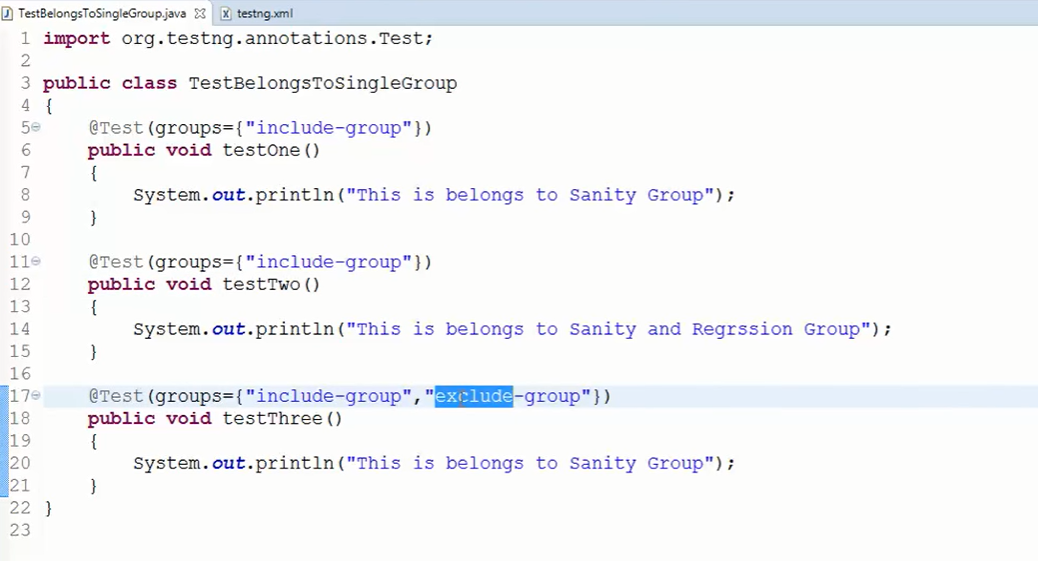 TestBelongsToSingleGroup.java testng.xml
1 import org.testng.annotations.Test;
2
3 public class TestBelongsToSingleGroup
4 {
5 @Test(groups={"include-group"})
6 public void testOne()
7 {
8 System.out.println("This is belongs to Sanity Group");
9 }
10
11 @Test(groups={"include-group"})
12 public void testTwo()
13 {
14 System.out.println("This is belongs to Sanity and Regrssion Group");
15 }
16
17 @Test(groups={"include-group","exclude-group"})
18 public void testThree()
19 {
20 System.out.println("This is belongs to Sanity Group");
21 }
22 }
23